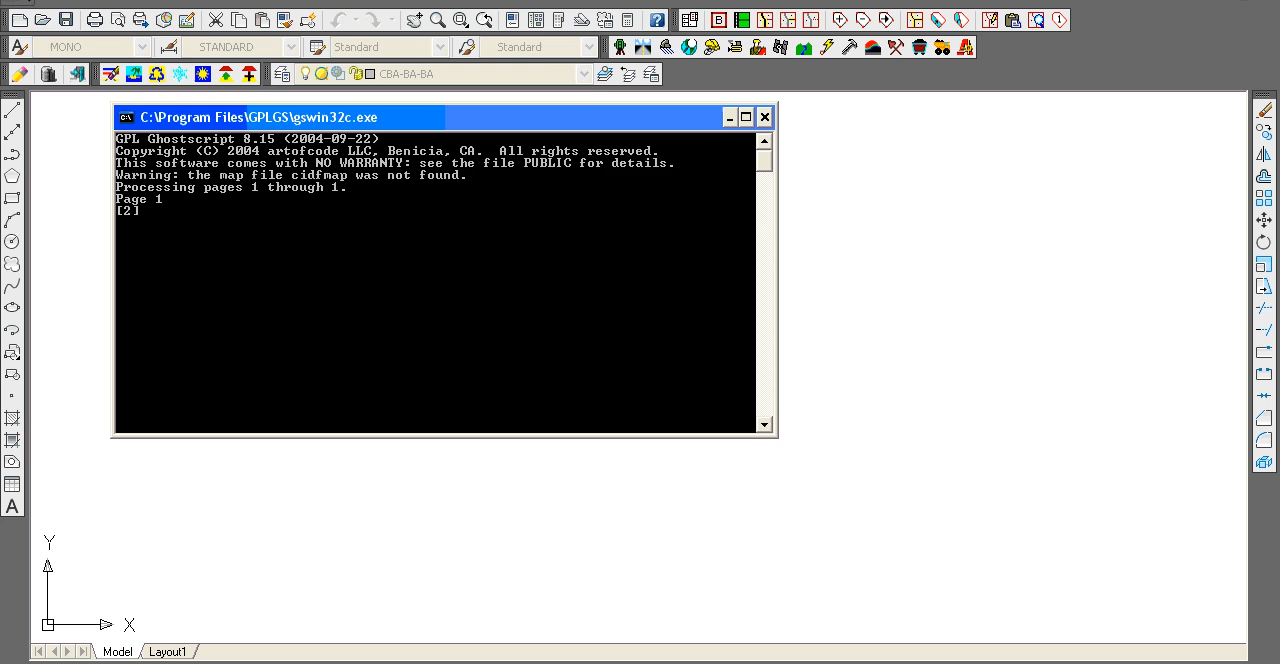 MONO
STANDARD
Standard
Standard
CBA-BA-BA
C:\Program Files\GPLGS\gswin32c.exe
GPL Ghostscript 8.15 (2004-09-22)
Copyright (C) 2004 artofcode LLC, Benicia, CA.  All rights reserved.
This software comes with NO WARRANTY: see the file PUBLIC for details.
Warning: the map file cidfmap was not found.
Processing pages 1 through 1.
Page 1
[2]
A
Y
X
Model
Layout1